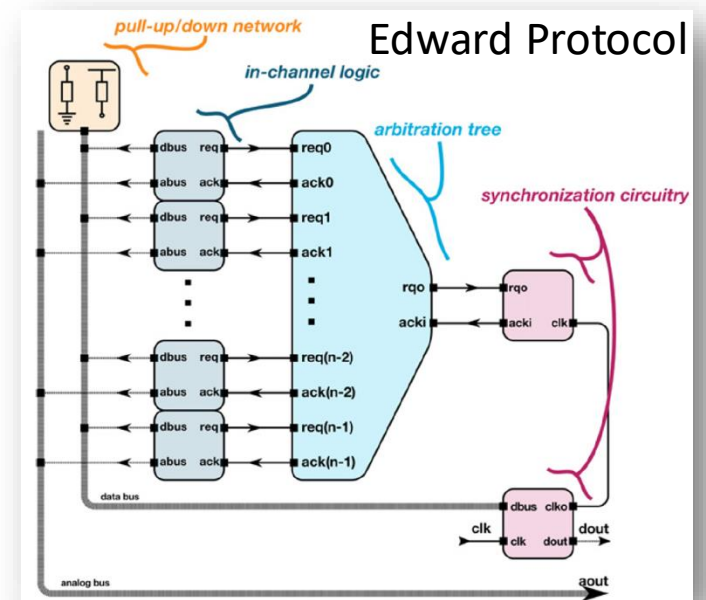 Edward Protocol
pull-up/down network
in-channel logic
arbitration tree
synchronization circuitry
dbus req
abus ack
dbus req
abus ack
dbus req
abus ack
dbus req
abus ack
req0
ack0
req1
ack1
req(n-2)
ack(n-2)
req(n-1)
ack(n-1)
rqo
acki
rqo
acki clk
data bus
dbus clko
clk dout
clk
dout
analog bus
aout